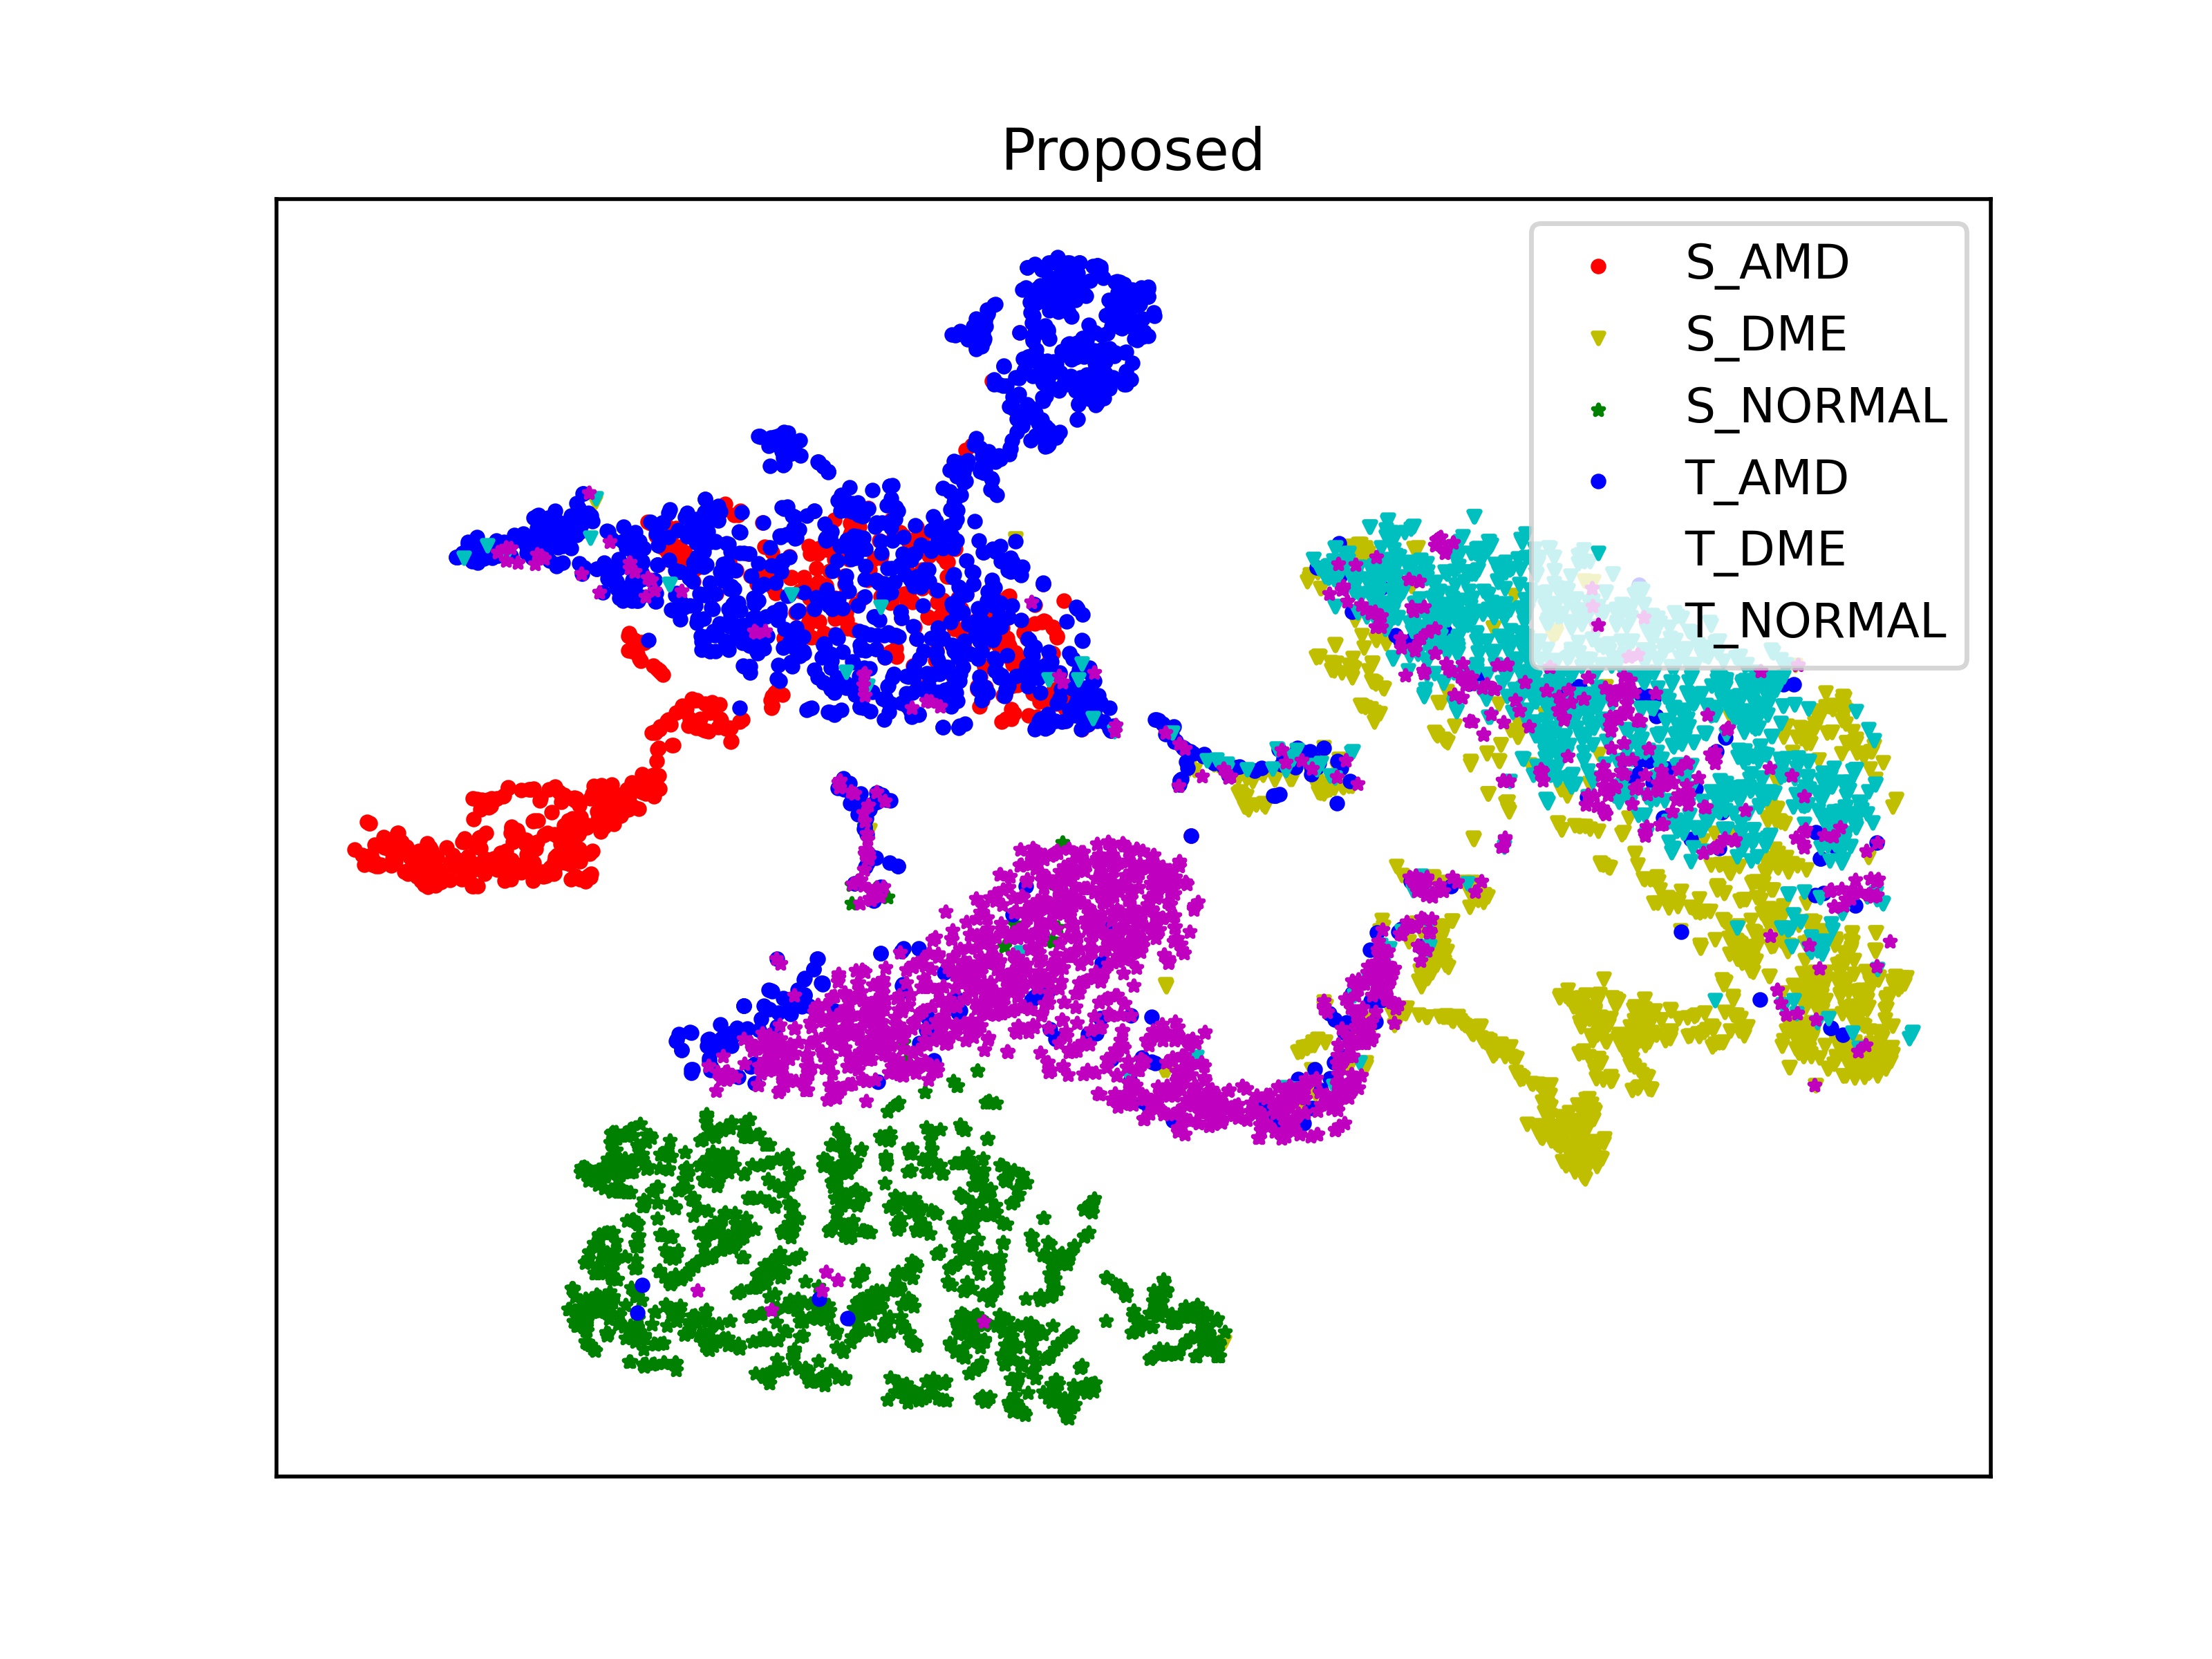 Proposed
S_AMD
S_DME
S_NORMAL
T_AMD
T_DME
T_NORMAL